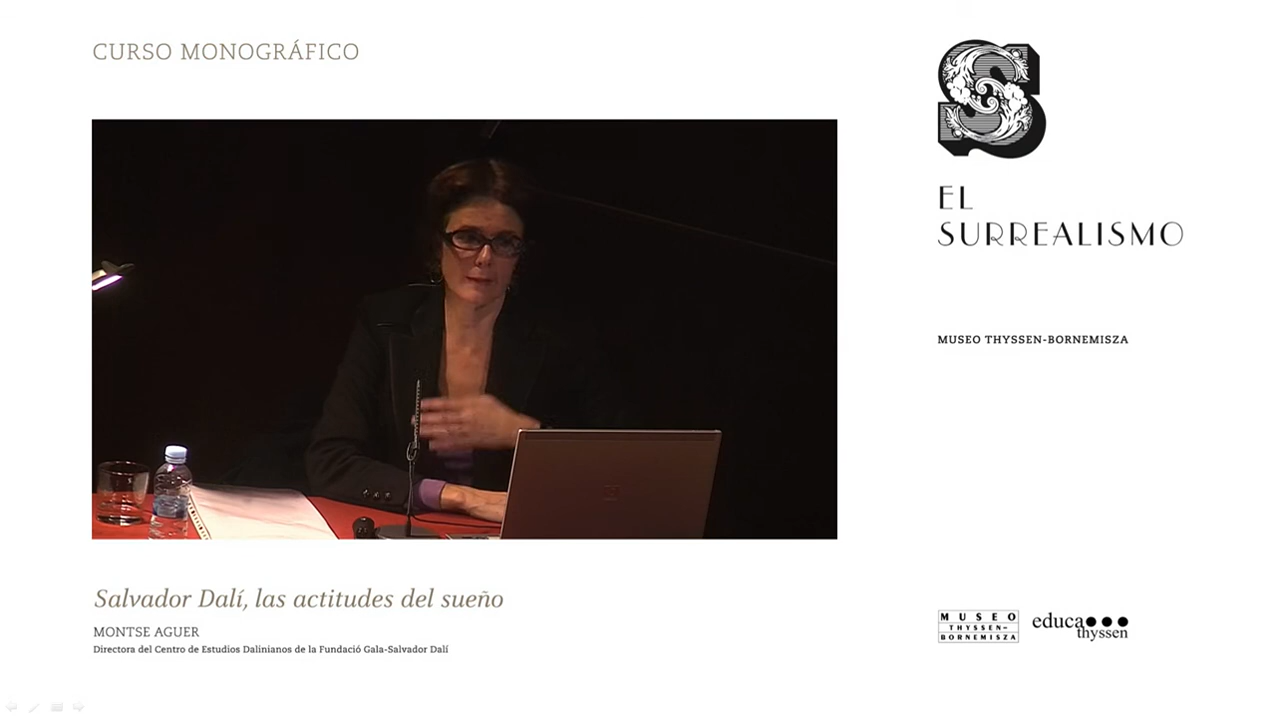 CURSO MONOGRÁFICO
S
EL
SURREALISMO
MUSEO THYSSEN-BORNEMISZA
Salvador Dalí, las actitudes del sueño
MONTSE AGUER
Directora del Centro de Estudios Dalinianos de la Fundació Gala-Salvador Dalí
MUSEO
THYSSEN-
BORNEMISZA
educa
thyssen